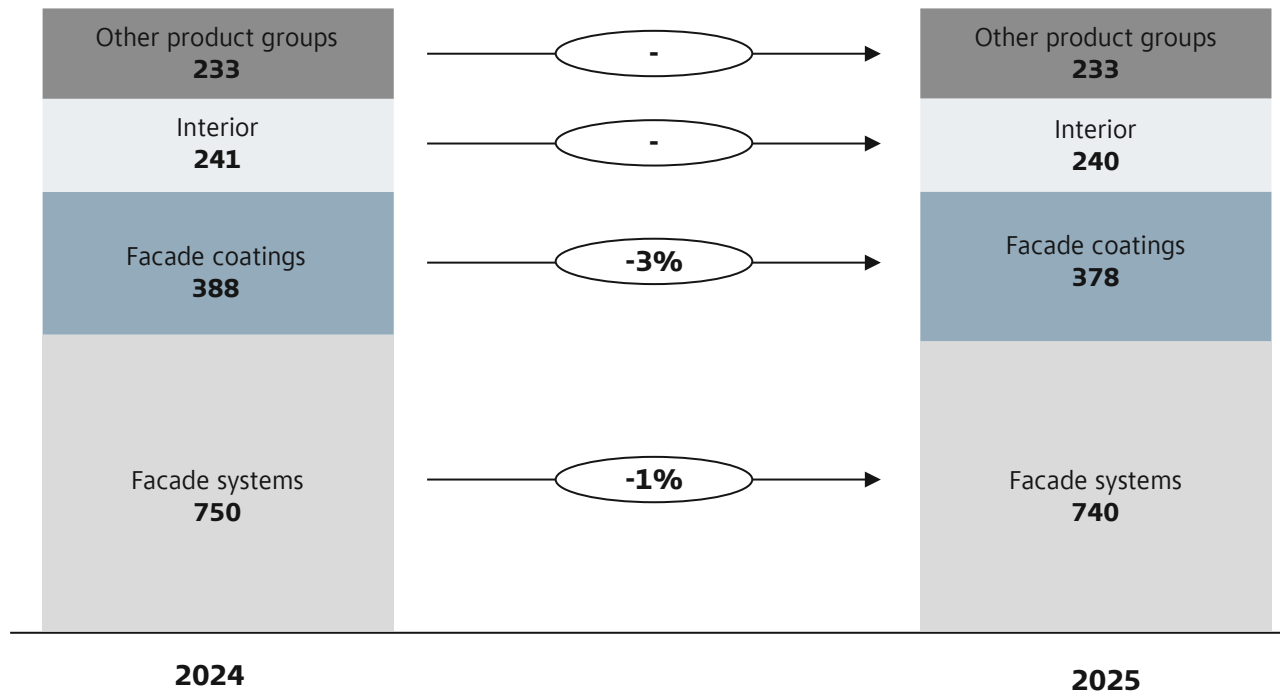 Other product groups
233
-
Other product groups
233
Interior
241
-
Interior
240
Facade coatings
388
-3%
Facade coatings
378
Facade systems
750
-1%
Facade systems
740
2024
2025